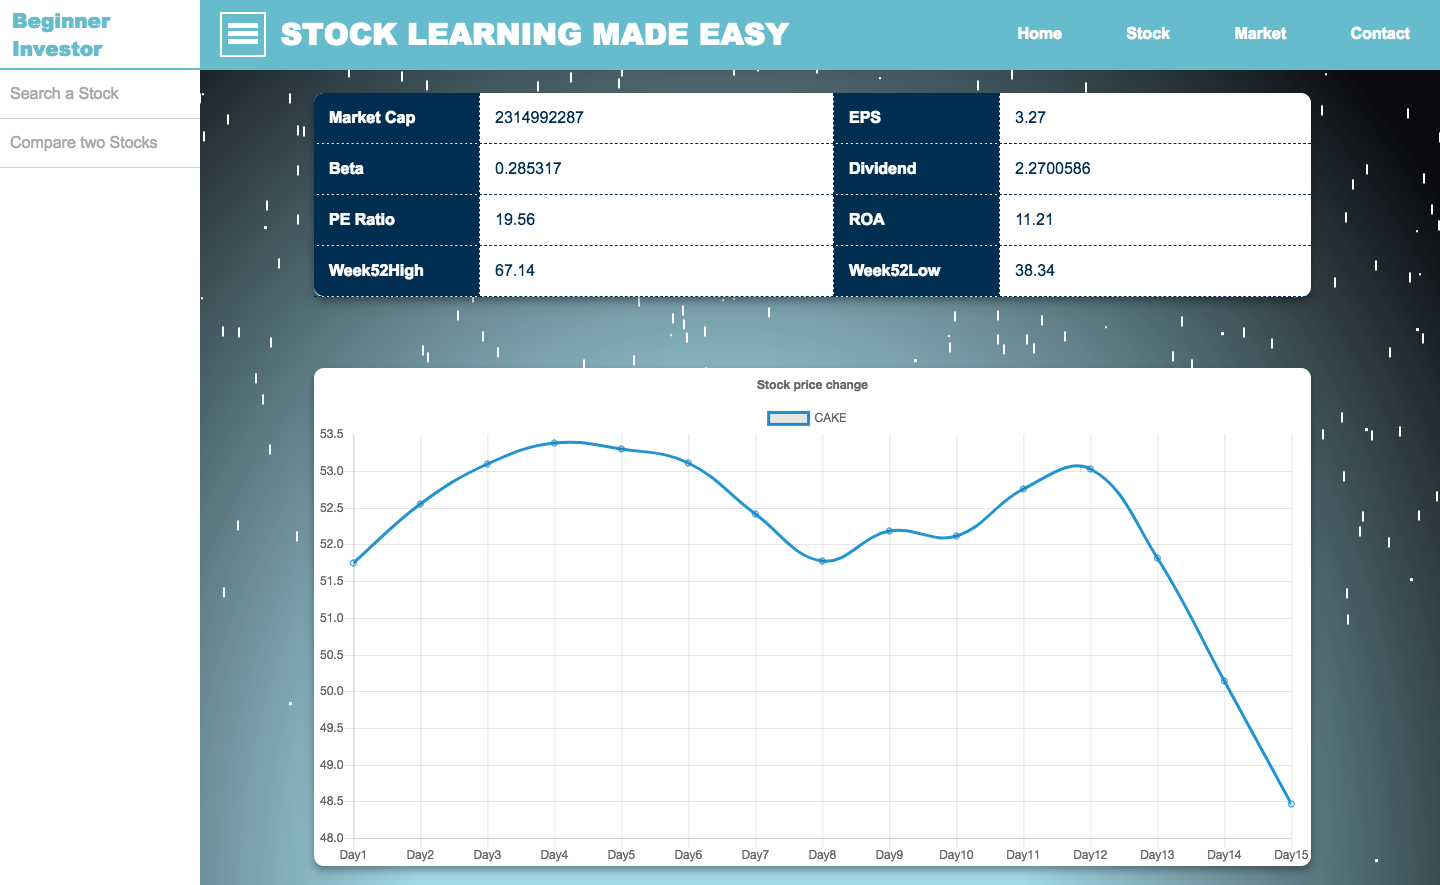 Beginner
Investor
Search a Stock
Compare two Stocks
STOCK LEARNING MADE EASY
Home Stock Market Contact
Market Cap 2314992287 EPS 3.27
Beta 0.285317 Dividend 2.2700586
PE Ratio 19.56 ROA 11.21
Week52High 67.14 Week52Low 38.34
Stock price change
CAKE
53.5
53.0
52.5
52.0
51.5
51.0
50.5
50.0
49.5
49.0
48.5
48.0
Day1 Day2 Day3 Day4 Day5 Day6 Day7 Day8 Day9 Day10 Day11 Day12 Day13 Day14 Day15